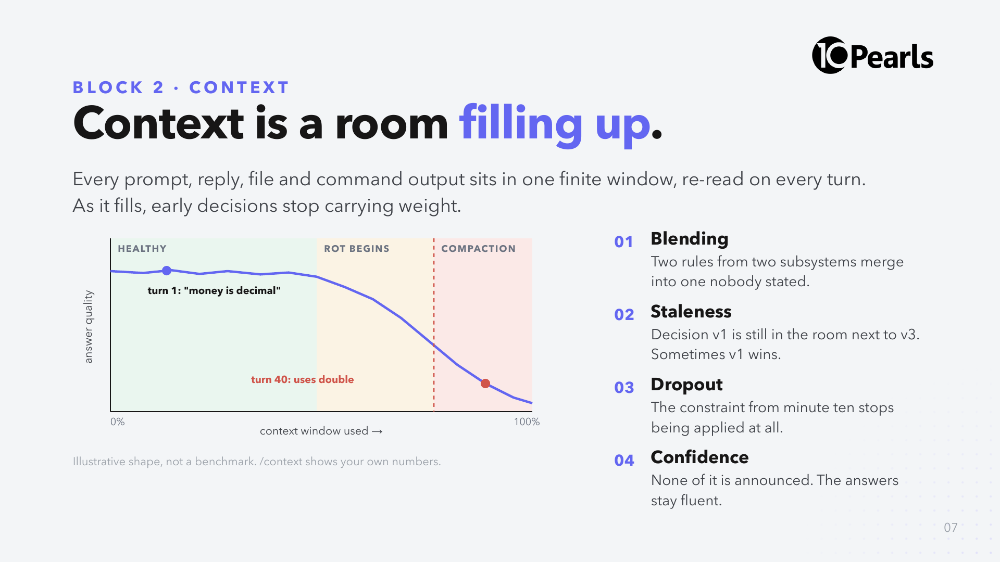 10Pearls
BLOCK 2 · CONTEXT
Context is a room filling up.
Every prompt, reply, file and command output sits in one finite window, re-read on every turn.
As it fills, early decisions stop carrying weight.
HEALTHY
ROT BEGINS
COMPACTION
turn 1: "money is decimal"
turn 40: uses double
answer quality
0%
100%
context window used →
Illustrative shape, not a benchmark. /context shows your own numbers.
01 Blending
Two rules from two subsystems merge
into one nobody stated.
02 Staleness
Decision v1 is still in the room next to v3.
Sometimes v1 wins.
03 Dropout
The constraint from minute ten stops
being applied at all.
04 Confidence
None of it is announced. The answers
stay fluent.
07